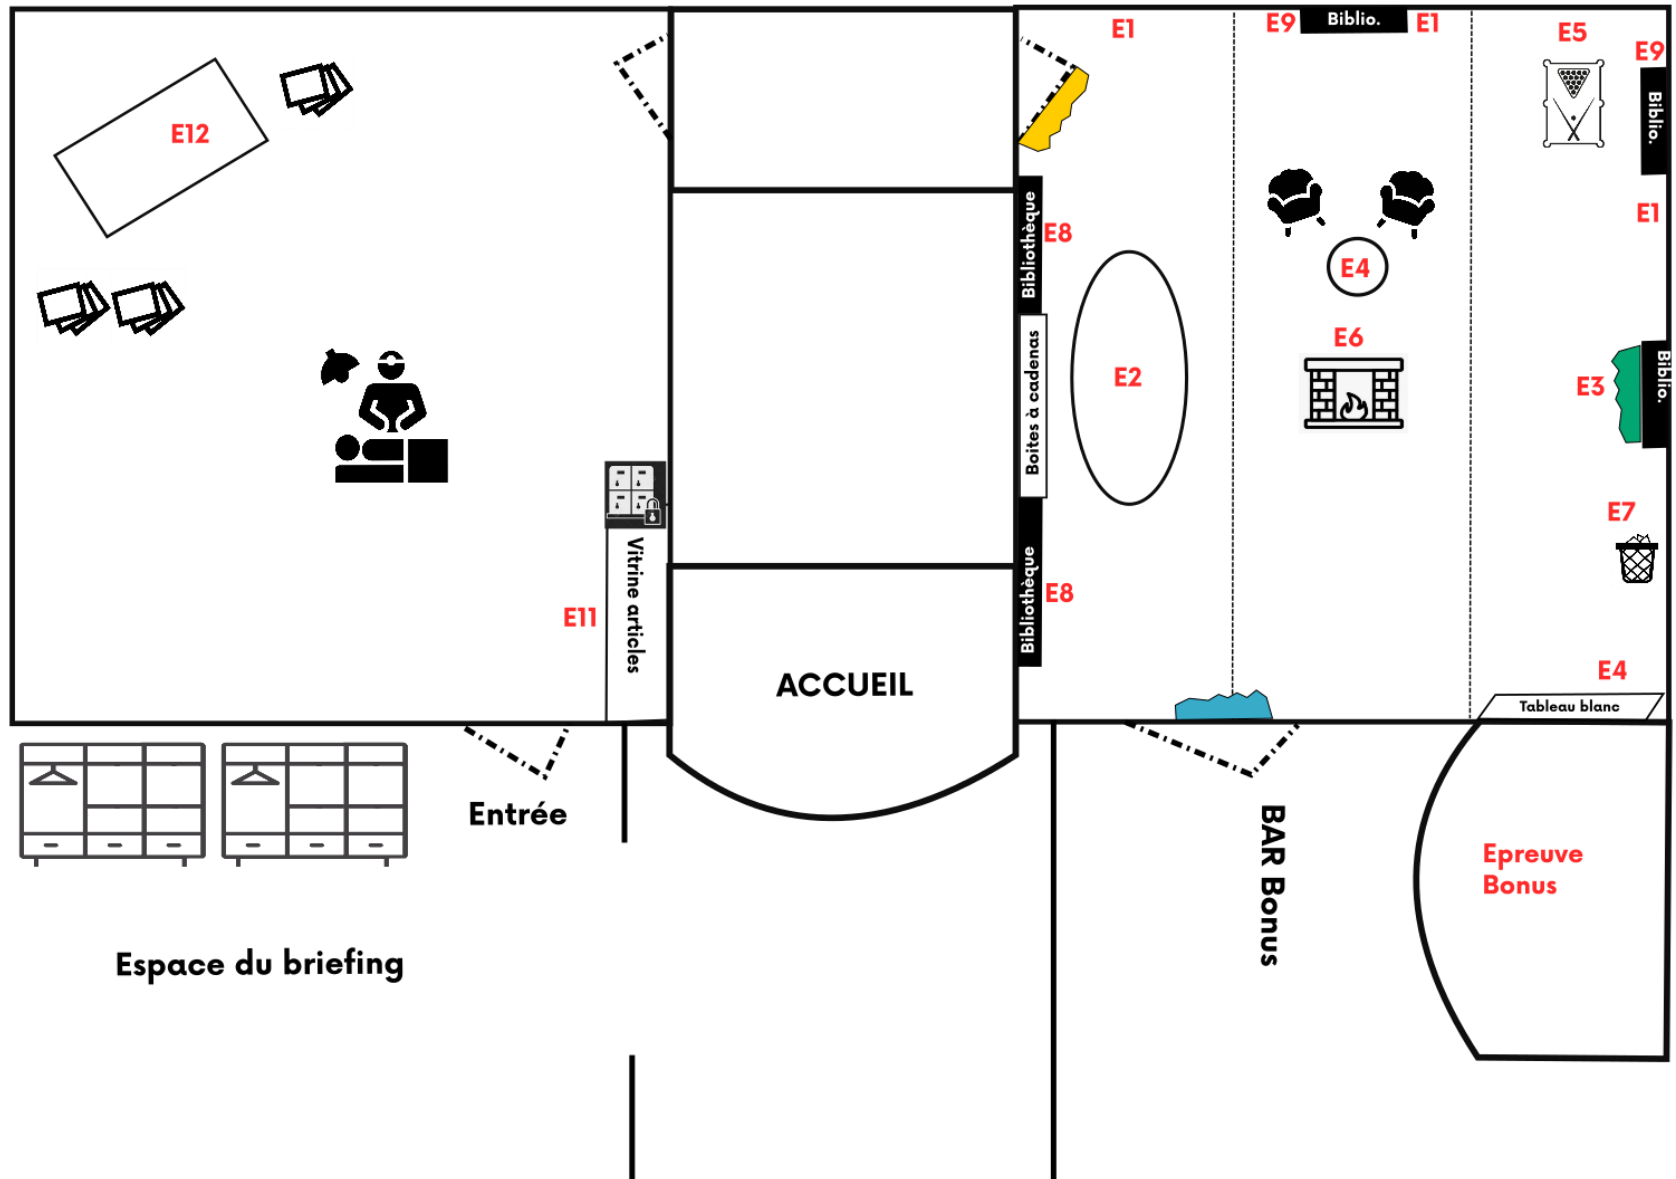 E1
E9
Biblio.
E1
E5
E9
Biblio.
E12
E1
Bibliothèque
E8
E4
E6
Boites à cadenas
E2
E3
Biblio.
E7
Vitrine articles
E11
Bibliothèque
E8
ACCUEIL
E4
Tableau blanc
Entrée
BAR Bonus
Epreuve
Bonus
Espace du briefing